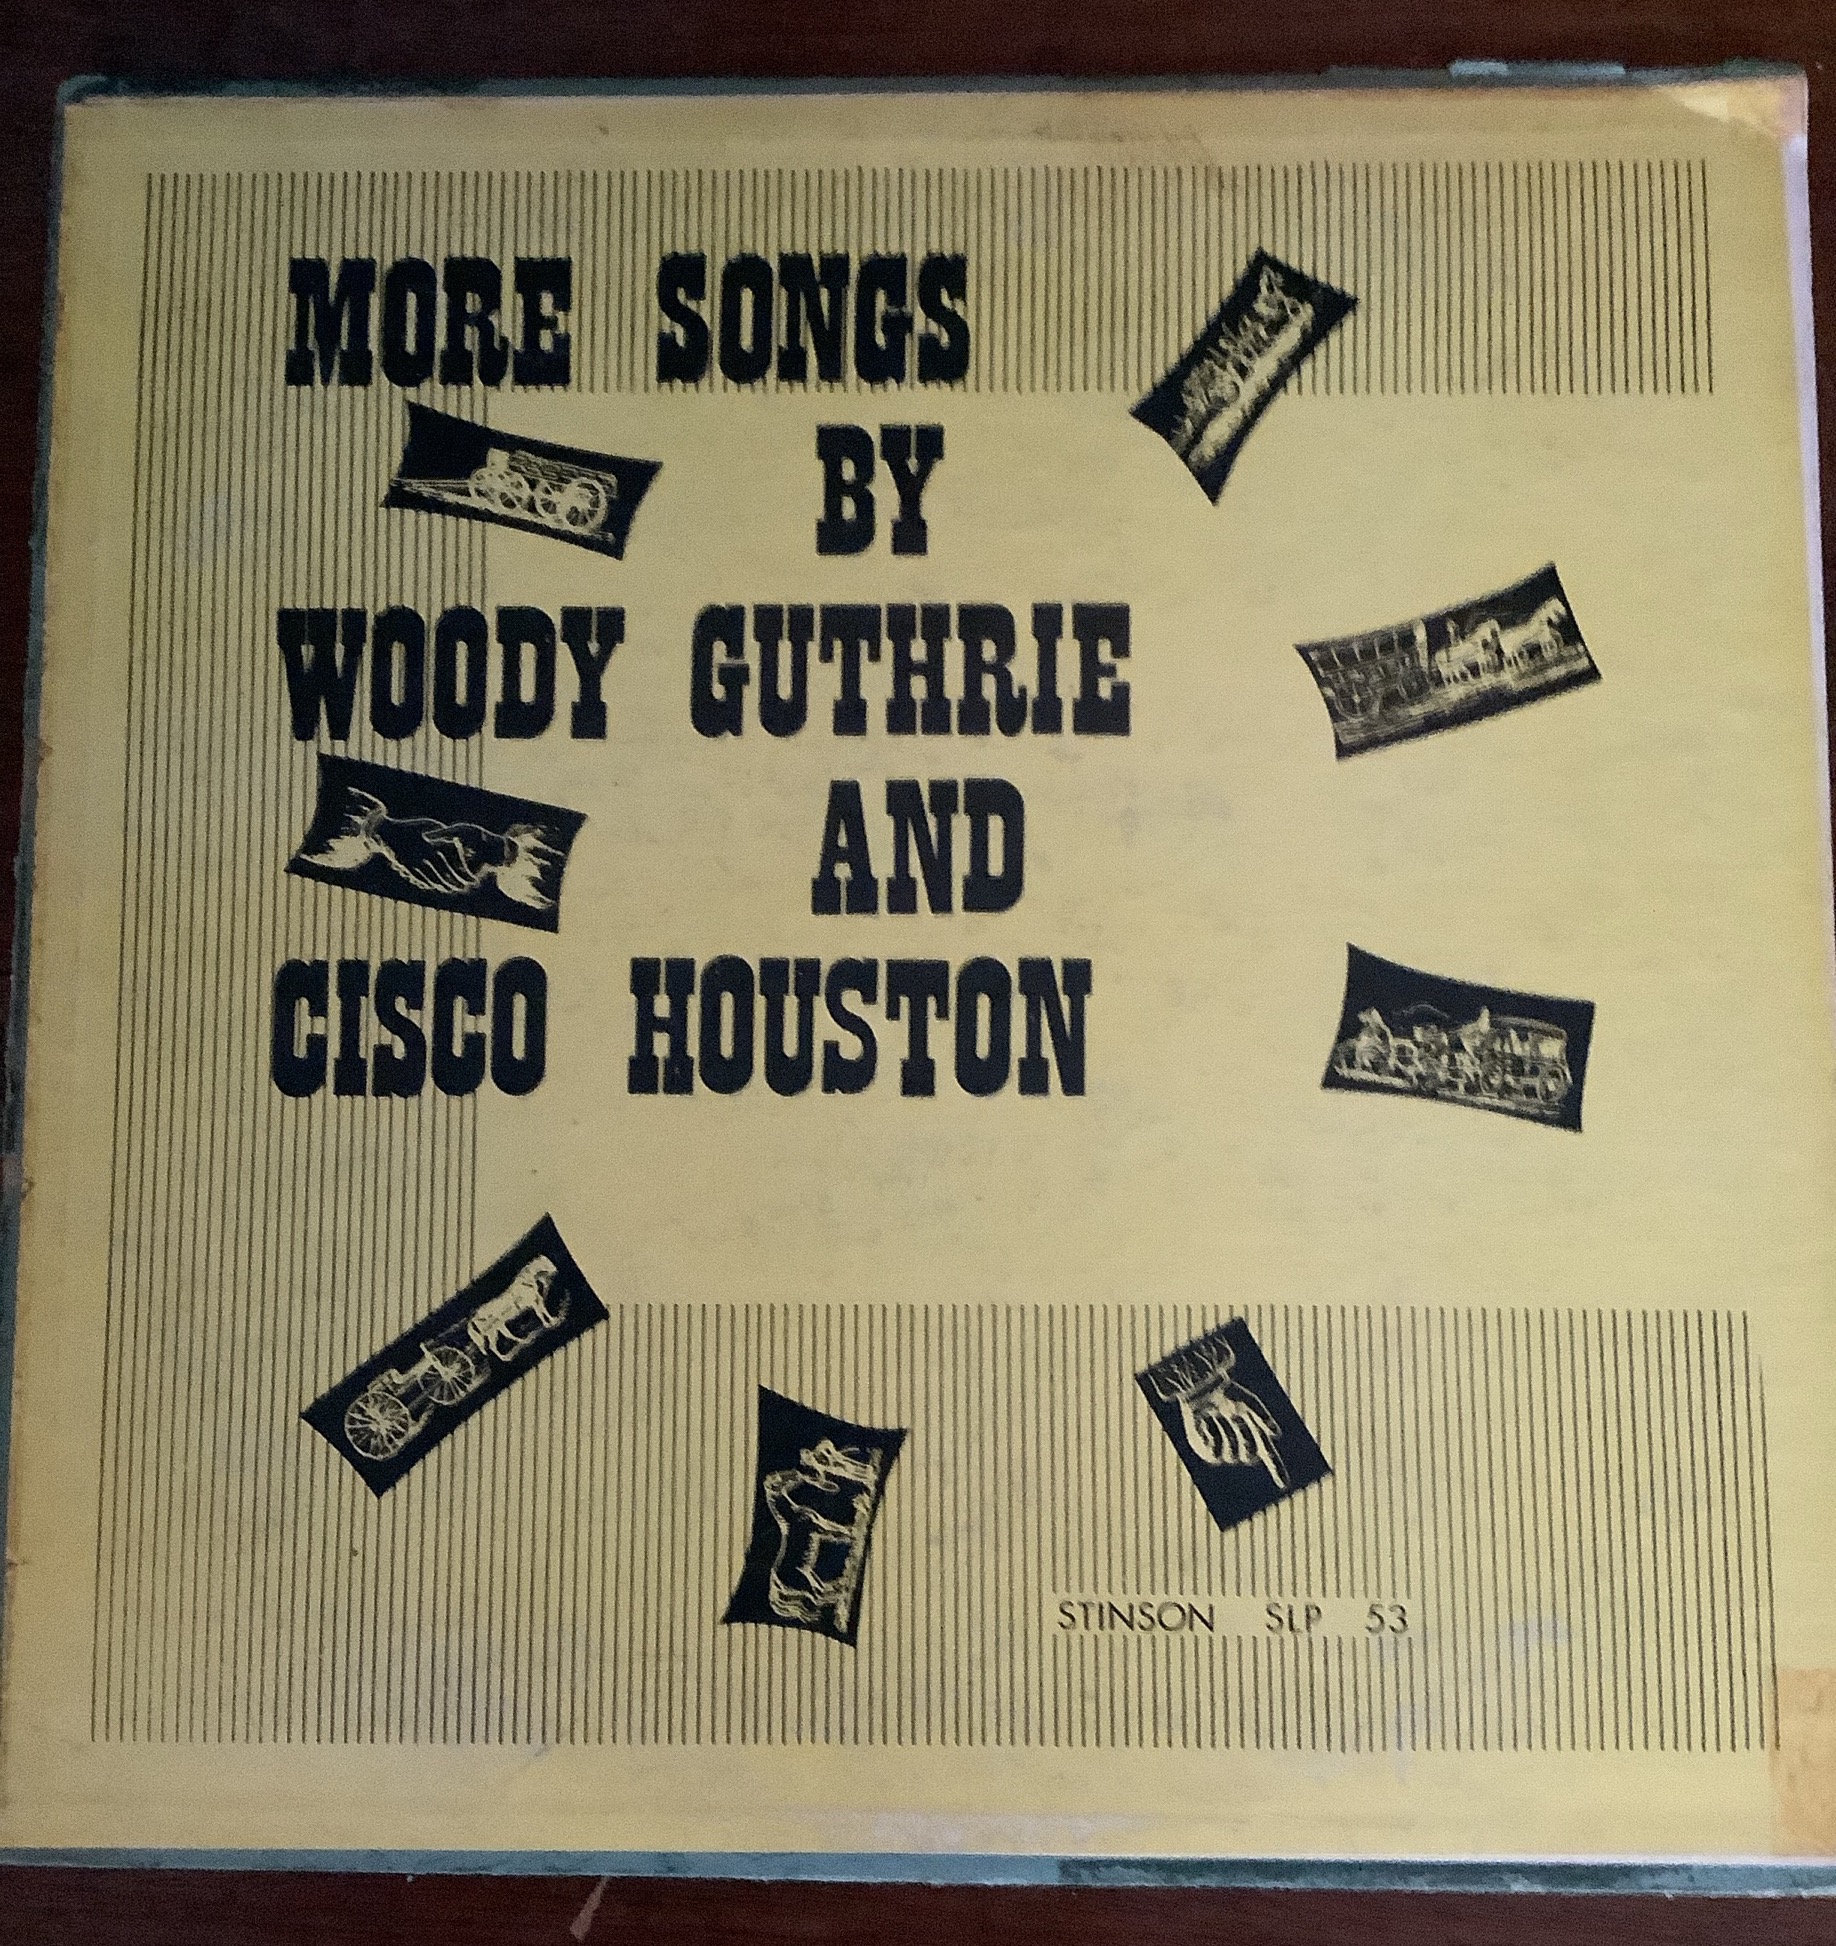 MORE SONGS
BY
WOODY GUTHRIE
AND
CISCO HOUSTON
STINSON SLP 53